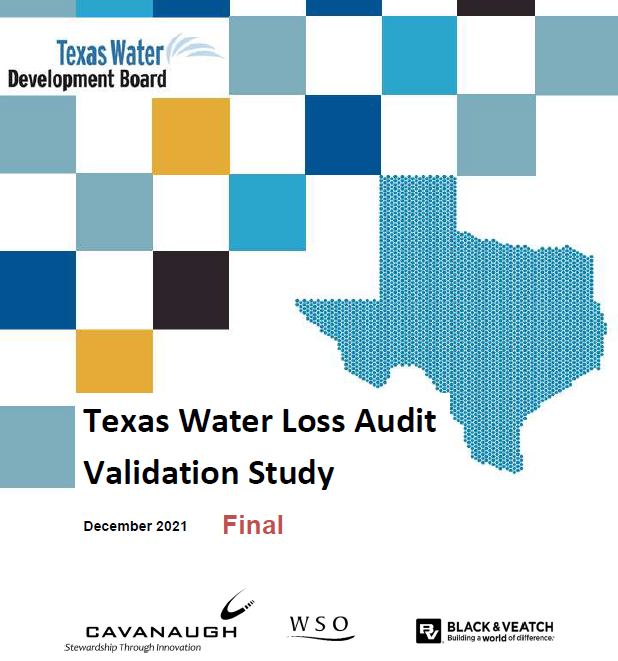 Texas Water
Development Board
Texas Water Loss Audit
Validation Study
December 2021 Final
CAVANAUGH
Stewardship Through Innovation
WSO
BV BLACK & VEATCH
Building a world of difference.